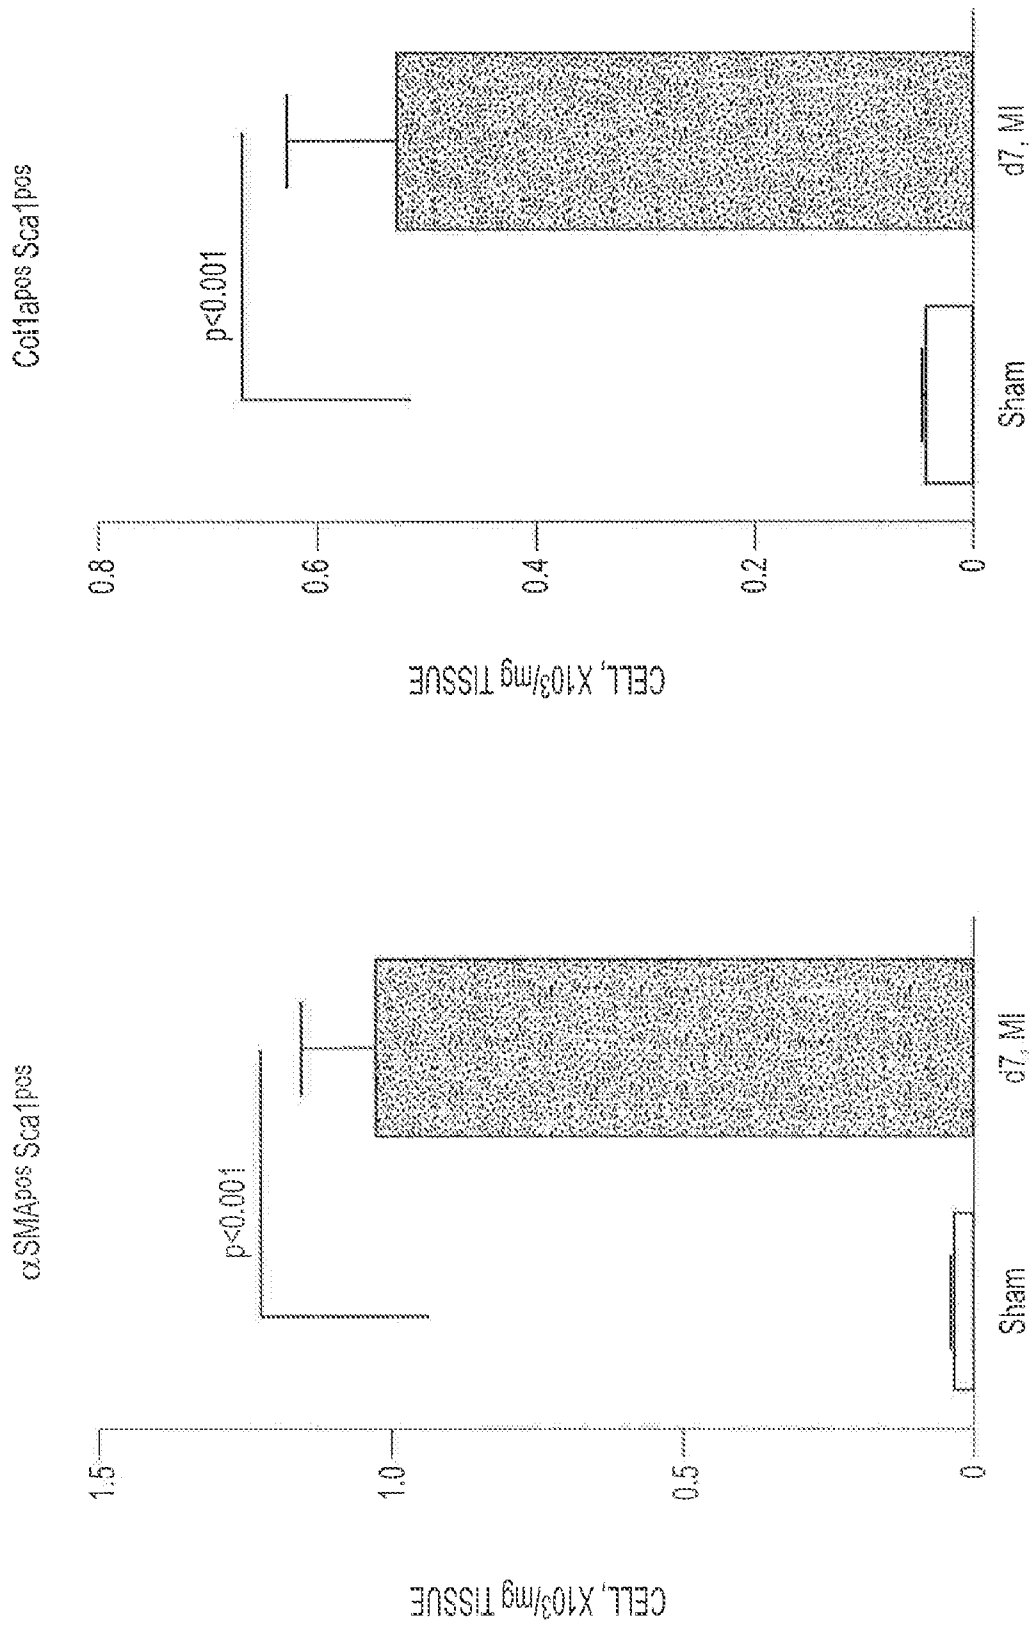 αSMApos Sca1pos
CELL, X10³/mg TISSUE
1.5
1.0
0.5
0
p<0.001
Sham
d7, MI
Col1apos Sca1pos
CELL, X10³/mg TISSUE
0.8
0.6
0.4
0.2
0
p<0.001
Sham
d7, MI